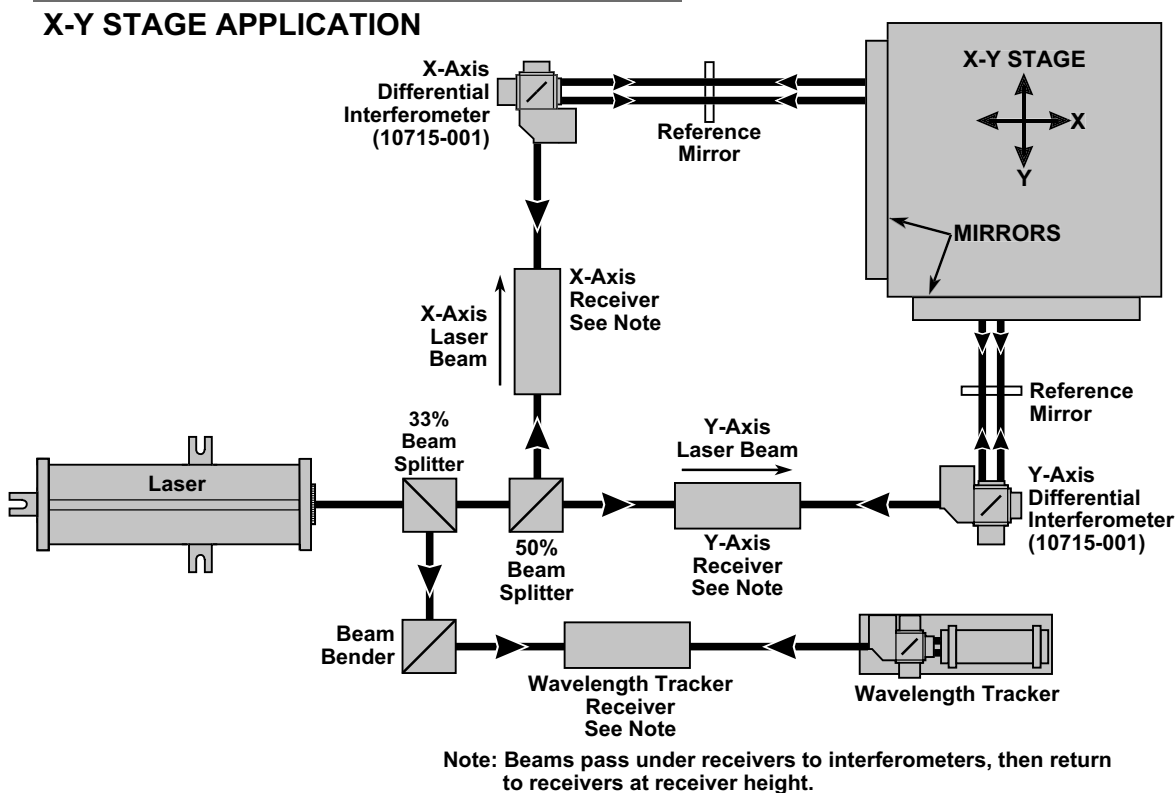 X-Y STAGE APPLICATION
X-Axis
Differential
Interferometer
(10715-001)
Reference
Mirror
X-Y STAGE
X
Y
MIRRORS
X-Axis
Laser
Beam
X-Axis
Receiver
See Note
Reference
Mirror
Laser
33%
Beam
Splitter
50%
Beam
Splitter
Y-Axis
Laser Beam
Y-Axis
Receiver
See Note
Y-Axis
Differential
Interferometer
(10715-001)
Beam
Bender
Wavelength Tracker
Receiver
See Note
Wavelength Tracker
Note: Beams pass under receivers to interferometers, then return
to receivers at receiver height.